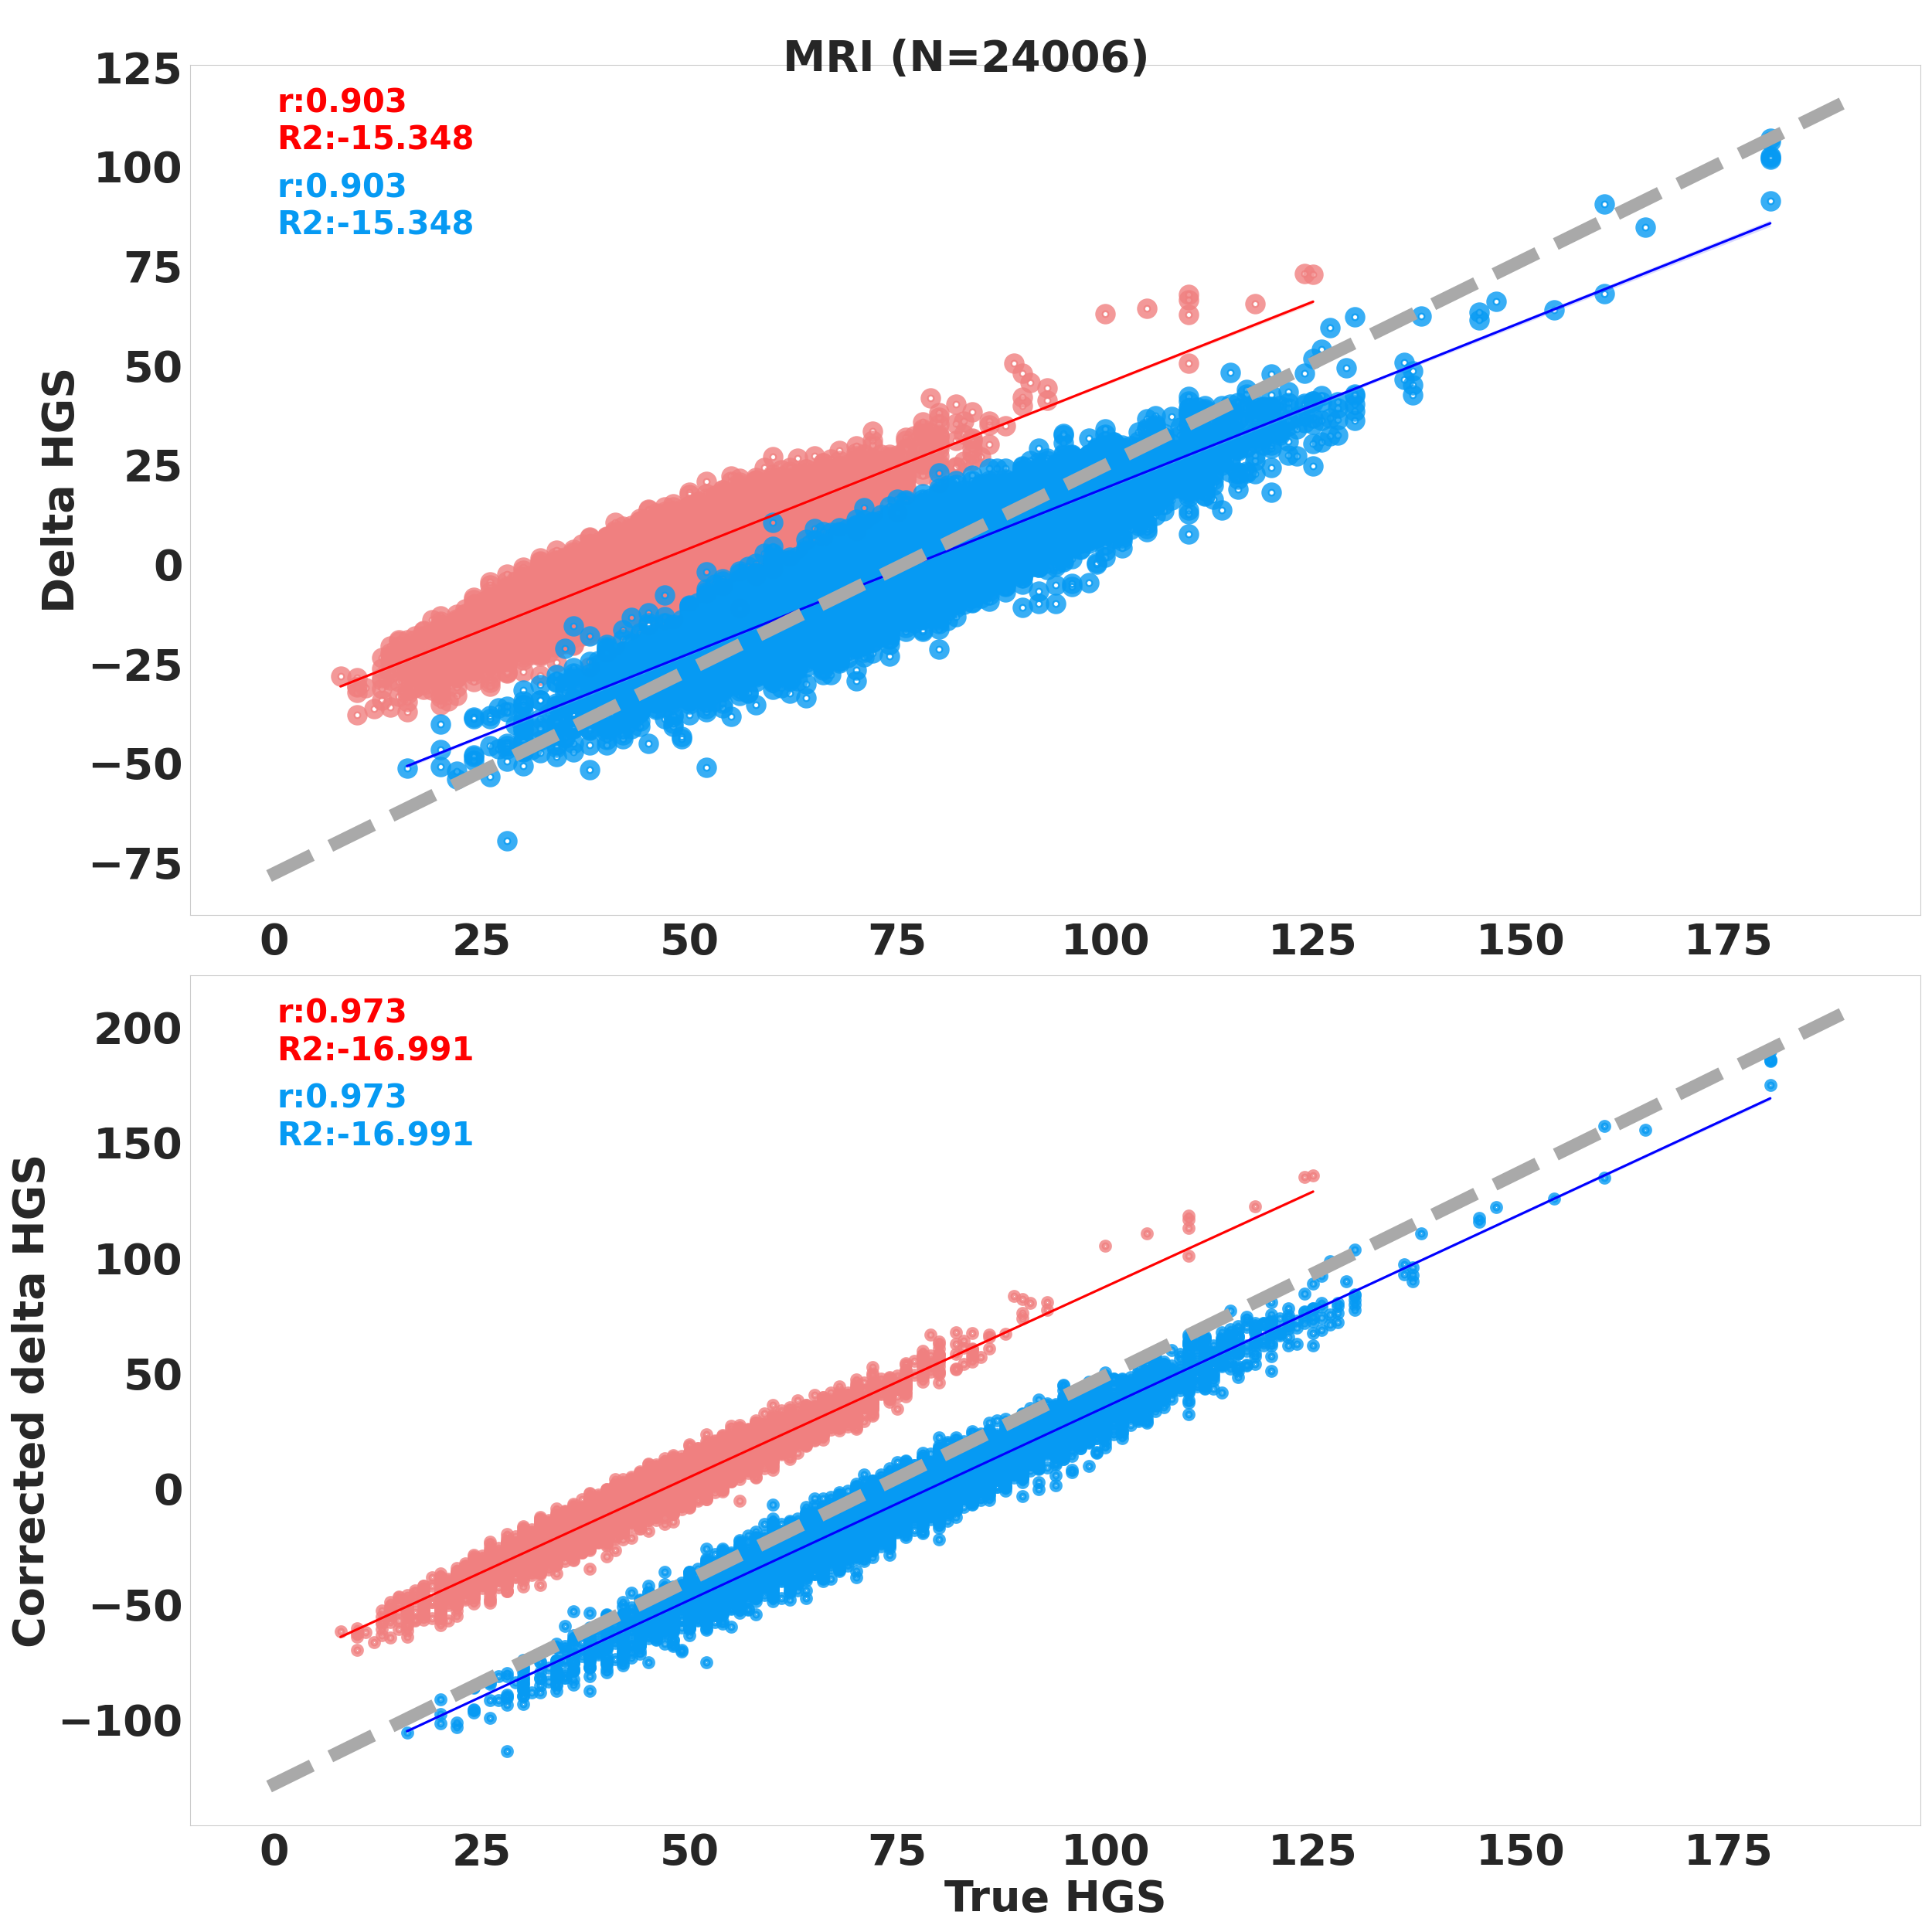 MRI (N=24006)
125
100
75
50
25
0
−25
−50
−75
Delta HGS
r:0.903
R2:-15.348
r:0.903
R2:-15.348
0 25 50 75 100 125 150 175
200
150
100
50
0
−50
−100
Corrected delta HGS
r:0.973
R2:-16.991
r:0.973
R2:-16.991
0 25 50 75 100 125 150 175
True HGS